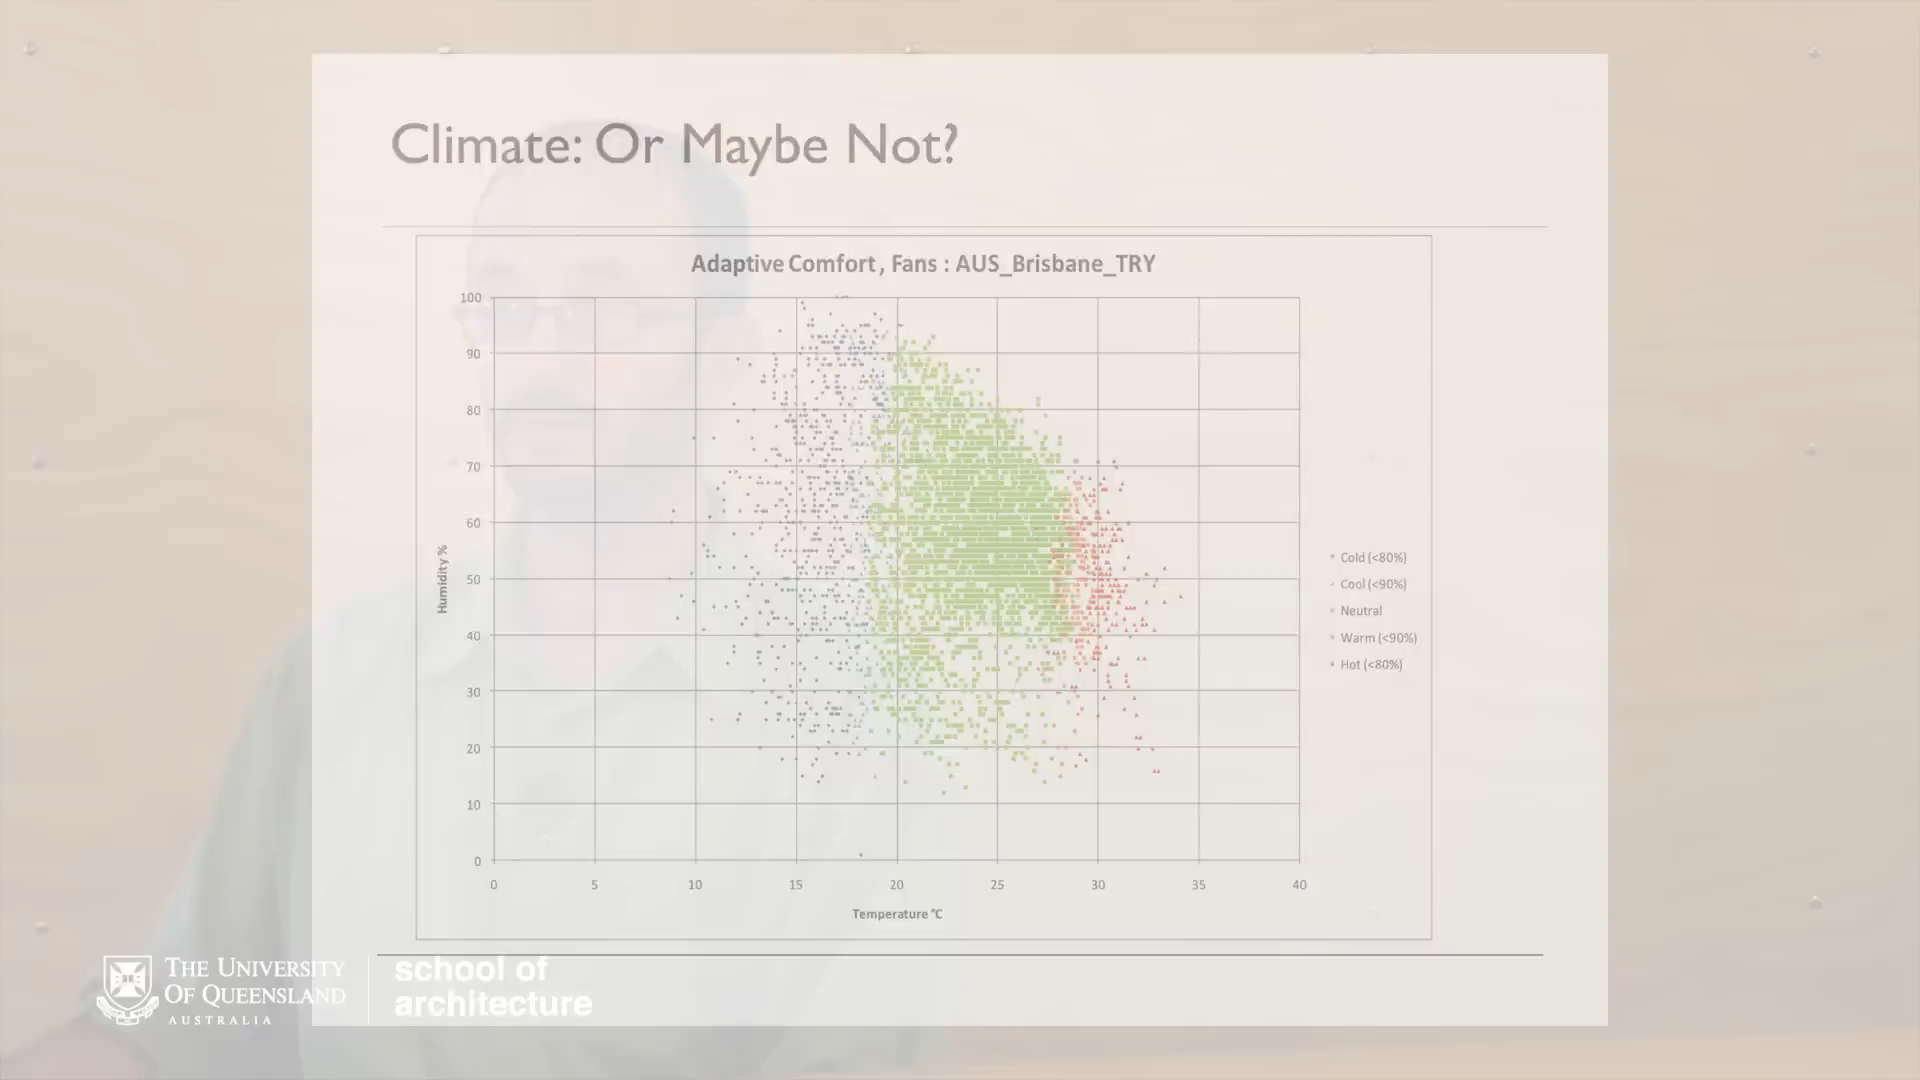 Climate: Or Maybe Not?
Adaptive Comfort, Fans : AUS_Brisbane_TRY
100
90
80
70
60
50
40
30
20
10
0
Humidity %
0 5 10 15 20 25 30 35 40
Temperature °C
Cold (<80%)
Cool (<90%)
Neutral
Warm (<90%)
Hot (<80%)
THE UNIVERSITY
OF QUEENSLAND
AUSTRALIA
school of
architecture